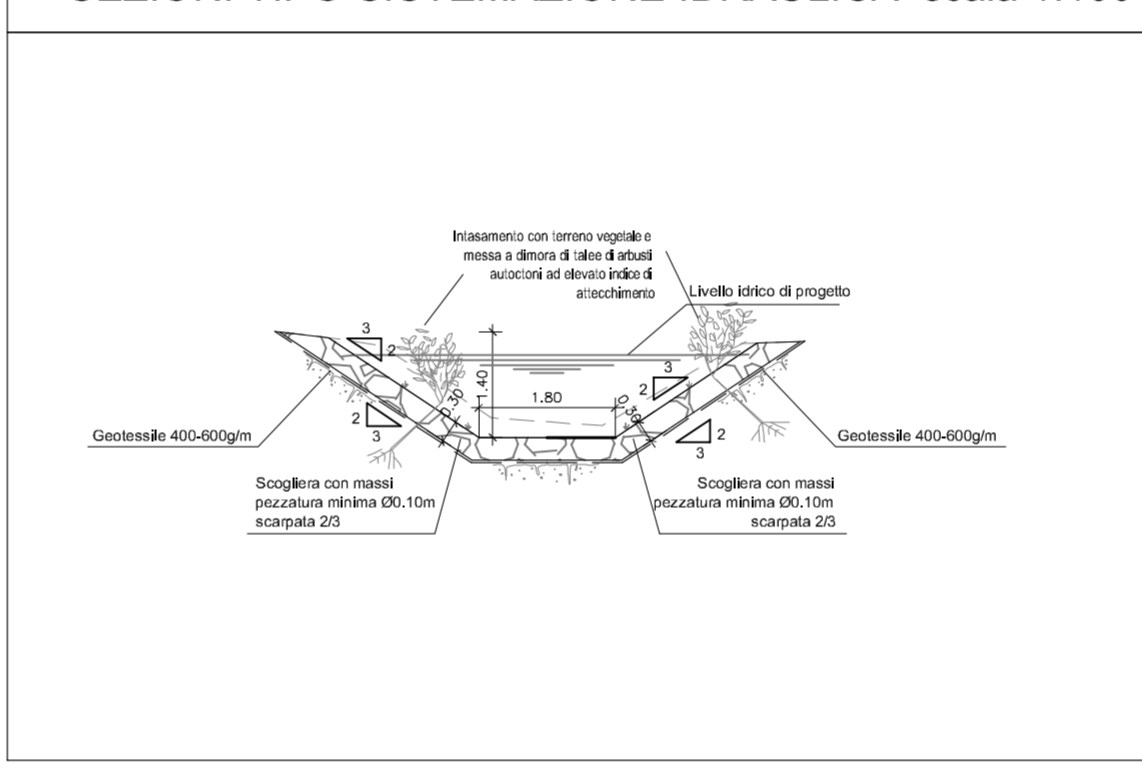 Intasamento con terreno vegetale e
messa a dimora di talee di arbusti
autoctoni ad elevato indice di
attecchimento
Livello idrico di progetto
3
2
3
2
1.40
1.80
0.30
0.30
2
3
2
3
Geotessile 400-600g/m
Geotessile 400-600g/m
Scogliera con massi
pezzatura minima Ø0.10m
scarpata 2/3
Scogliera con massi
pezzatura minima Ø0.10m
scarpata 2/3